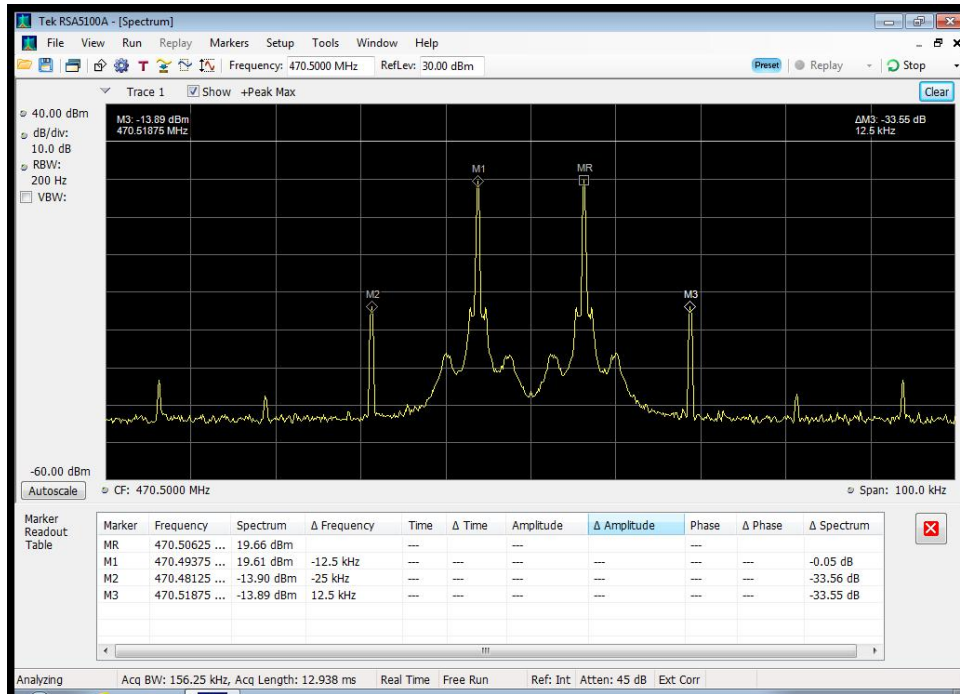 Tek RSA5100A - [Spectrum]
File View Run Replay Markers Setup Tools Window Help
T Frequency: 470.5000 MHz RefLev: 30.00 dBm Preset Replay Stop
Trace 1 Show +Peak Max Clear
40.00 dBm
dB/div:
10.0 dB
RBW:
200 Hz
VBW:
M3: -13.89 dBm
470.51875 MHz
ΔM3: -33.55 dB
12.5 kHz
M1 MR
M2 M3
-60.00 dBm
Autoscale CF: 470.5000 MHz Span: 100.0 kHz
Marker
Readout
Table
Marker Frequency Spectrum Δ Frequency Time Δ Time Amplitude Δ Amplitude Phase Δ Phase Δ Spectrum
MR 470.50625 ... 19.66 dBm --- --- ---
M1 470.49375 ... 19.61 dBm -12.5 kHz --- --- --- --- --- --- -0.05 dB
M2 470.48125 ... -13.90 dBm -25 kHz --- --- --- --- --- --- -33.56 dB
M3 470.51875 ... -13.89 dBm 12.5 kHz --- --- --- --- --- --- -33.55 dB
Analyzing Acq BW: 156.25 kHz, Acq Length: 12.938 ms Real Time Free Run Ref: Int Atten: 45 dB Ext Corr